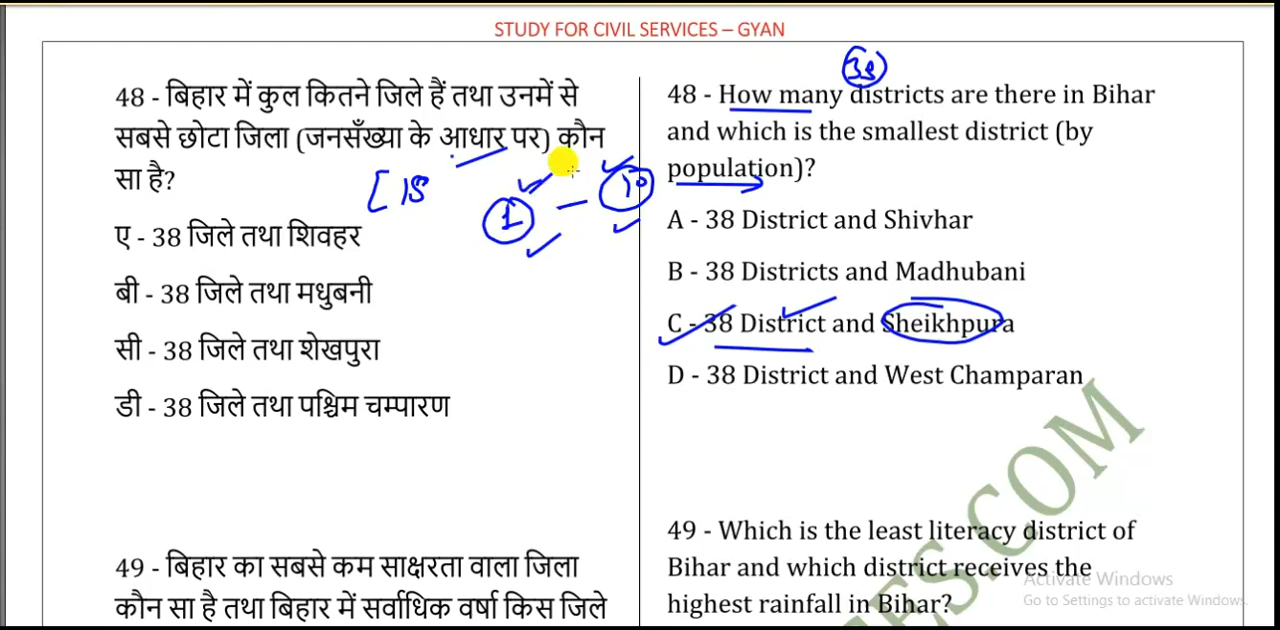 STUDY FOR CIVIL SERVICES – GYAN
48 - बिहार में कुल कितने जिले हैं तथा उनमें से
सबसे छोटा जिला (जनसँख्या के आधार पर) कौन
सा है?
ए - 38 जिले तथा शिवहर
बी - 38 जिले तथा मधुबनी
सी - 38 जिले तथा शेखपुरा
डी - 38 जिले तथा पश्चिम चम्पारण
49 - बिहार का सबसे कम साक्षरता वाला जिला
कौन सा है तथा बिहार में सर्वाधिक वर्षा किस जिले
[18
1 - 10
38
48 - How many districts are there in Bihar
and which is the smallest district (by
population)?
A - 38 District and Shivhar
B - 38 Districts and Madhubani
C - 38 District and Sheikhpura
D - 38 District and West Champaran
49 - Which is the least literacy district of
Bihar and which district receives the
highest rainfall in Bihar?
ES.COM
Activate Windows
Go to Settings to activate Windows.